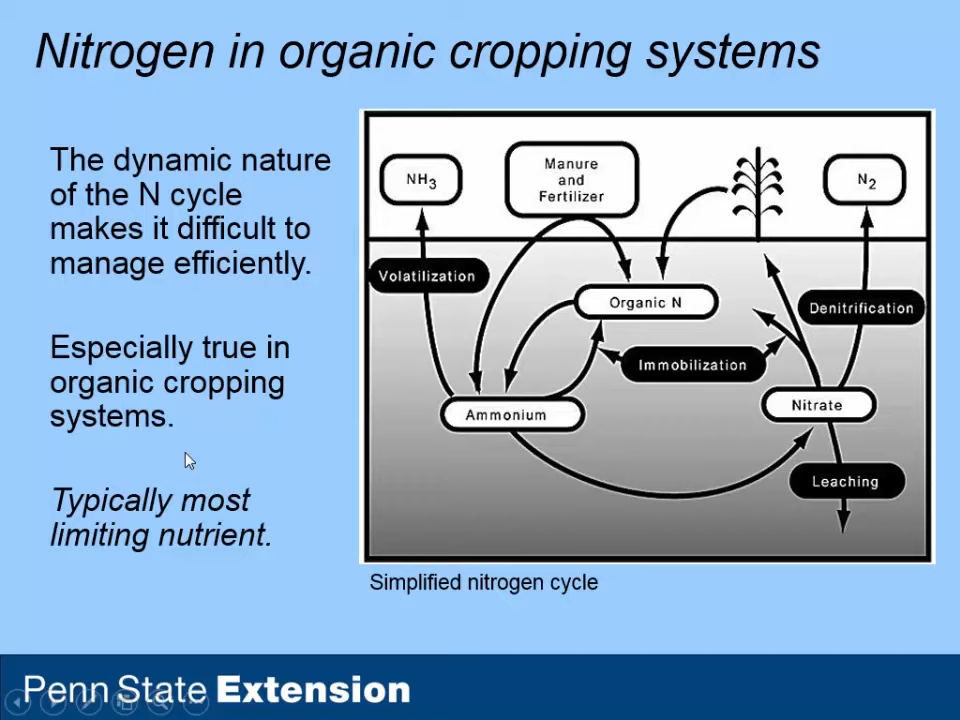 Nitrogen in organic cropping systems
The dynamic nature
of the N cycle
makes it difficult to
manage efficiently.
Especially true in
organic cropping
systems.
Typically most
limiting nutrient.
NH3
Manure
and
Fertilizer
N2
Volatilization
Organic N
Denitrification
Immobilization
Ammonium
Nitrate
Leaching
Simplified nitrogen cycle
Penn State Extension